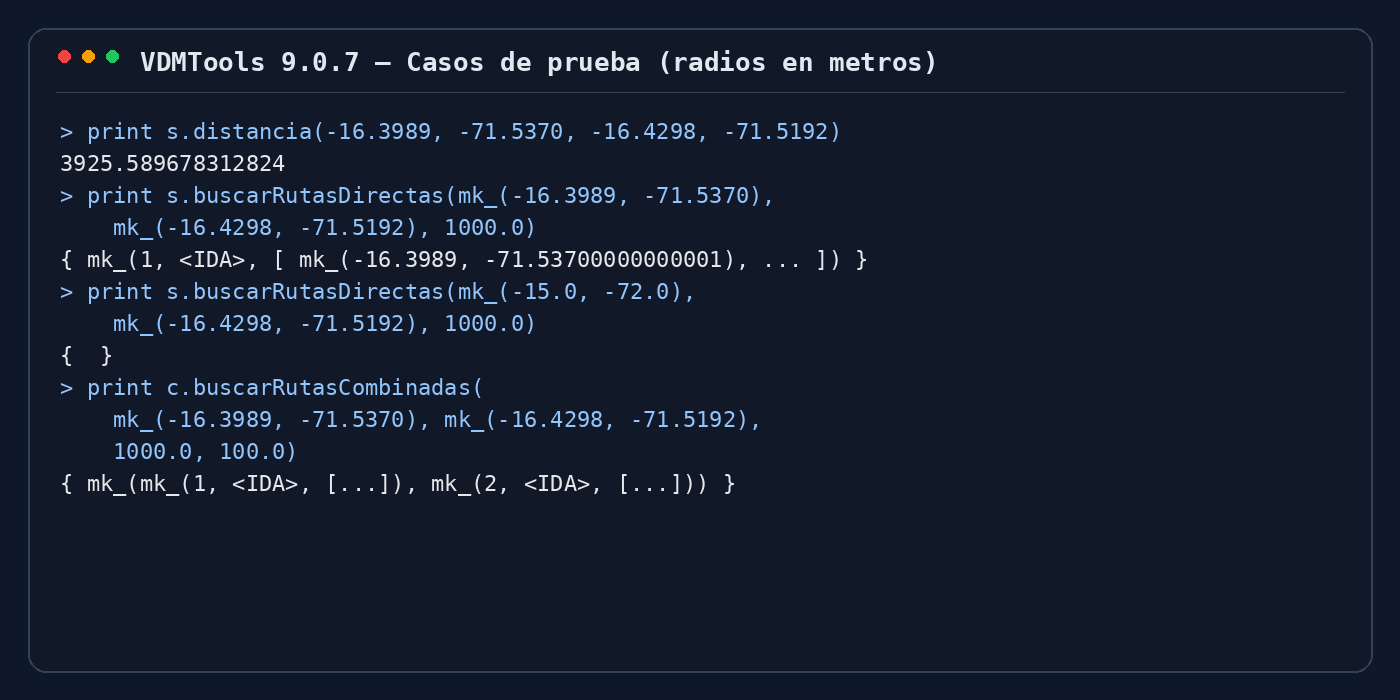 VDMTools 9.0.7 — Casos de prueba (radios en metros)
> print s.distancia(-16.3989, -71.5370, -16.4298, -71.5192)
3925.589678312824
> print s.buscarRutasDirectas(mk_(-16.3989, -71.5370),
    mk_(-16.4298, -71.5192), 1000.0)
{ mk_(1, <IDA>, [ mk_(-16.3989, -71.53700000000001), ... ]) }
> print s.buscarRutasDirectas(mk_(-15.0, -72.0),
    mk_(-16.4298, -71.5192), 1000.0)
{  }
> print c.buscarRutasCombinadas(
    mk_(-16.3989, -71.5370), mk_(-16.4298, -71.5192),
    1000.0, 100.0)
{ mk_(mk_(1, <IDA>, [...]), mk_(2, <IDA>, [...])) }